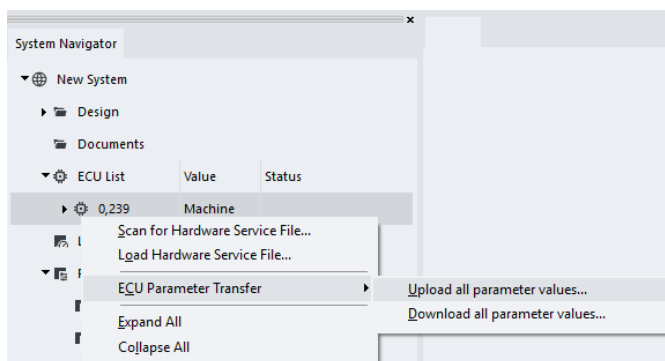 System Navigator
New System
Design
Documents
ECU List Value Status
0,239 Machine
Scan for Hardware Service File...
Load Hardware Service File...
ECU Parameter Transfer
Upload all parameter values...
Download all parameter values...
Expand All
Collapse All